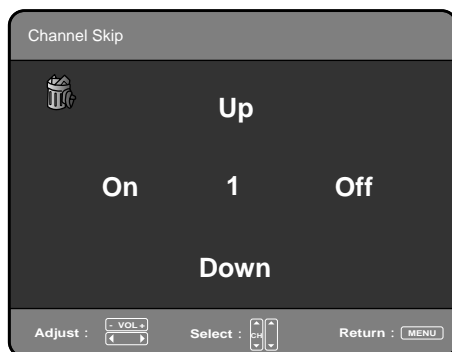 Channel Skip
Up
On 1 Off
Down
Adjust : - VOL + Select : CH Return : MENU